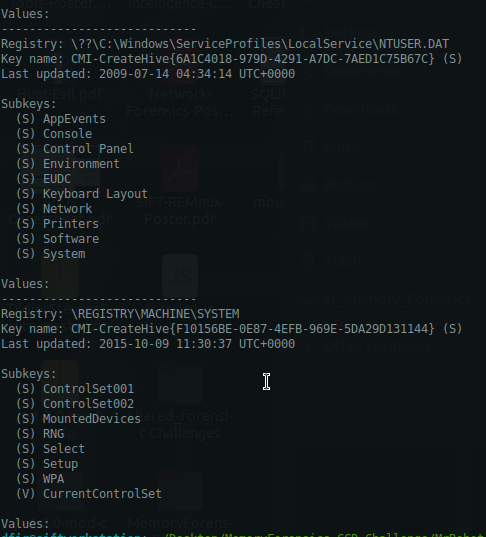 Values:
----------------------------
Registry: \??\C:\Windows\ServiceProfiles\LocalService\NTUSER.DAT
Key name: CMI-CreateHive{6A1C4018-979D-4291-A7DC-7AED1C75B67C} (S)
Last updated: 2009-07-14 04:34:14 UTC+0000
Subkeys:
(S) AppEvents
(S) Console
(S) Control Panel
(S) Environment
(S) EUDC
(S) Keyboard Layout
(S) Network
(S) Printers
(S) Software
(S) System
Values:
----------------------------
Registry: \REGISTRY\MACHINE\SYSTEM
Key name: CMI-CreateHive{F10156BE-0E87-4EFB-969E-5DA29D131144} (S)
Last updated: 2015-10-09 11:30:37 UTC+0000
Subkeys:
(S) ControlSet001
(S) ControlSet002
(S) MountedDevices
(S) RNG
(S) Select
(S) Setup
(S) WPA
(V) CurrentControlSet
Values: